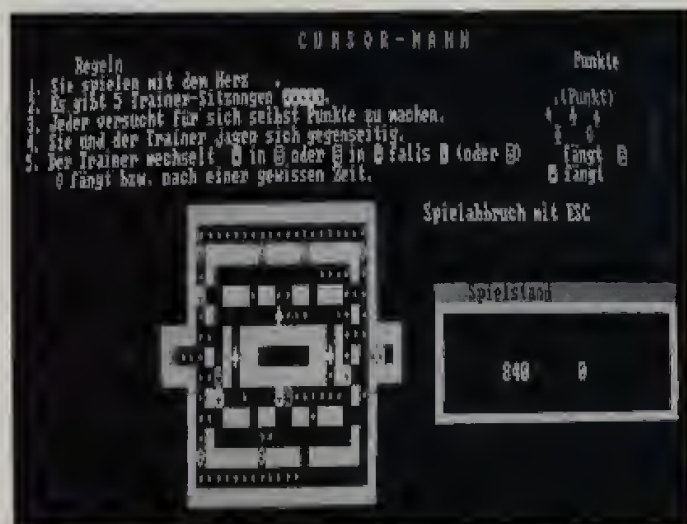 CURSOR-MANN
Regeln
Punkte
1. Sie spielen mit dem Herz .
2. Es gibt 5 Trainer-Sitzungen
3. Jeder versucht für sich selbst Punkte zu machen.
4. Sie und der Trainer jagen sich gegenseitig.
5. Der Trainer wechselt in oder in falls (oder fängt
fängt bzw. nach einer gewissen Zeit. fängt
.(Punkt)
Spielabbruch mit ESC
Spielstand
840 0